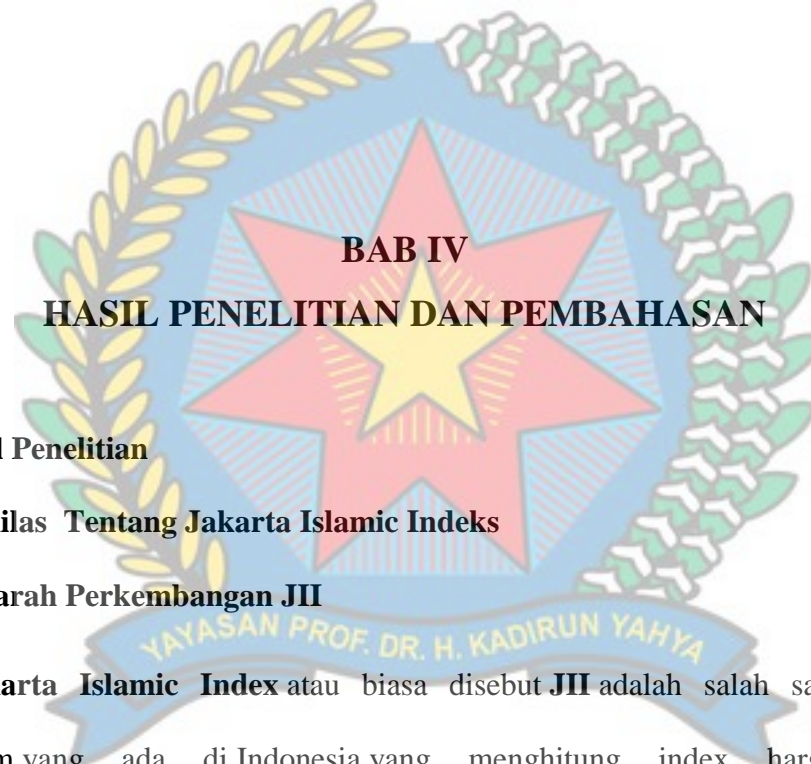 BAB IV
HASIL PENELITIAN DAN PEMBAHASAN
Penelitian
Tentang Jakarta Islamic Indeks
Perkembangan JII
YAYASAN PROF. DR. H. KADIRUN YAHYA
Islamic Index atau biasa disebut JII adalah salah
yang ada di Indonesia yang menghitung index